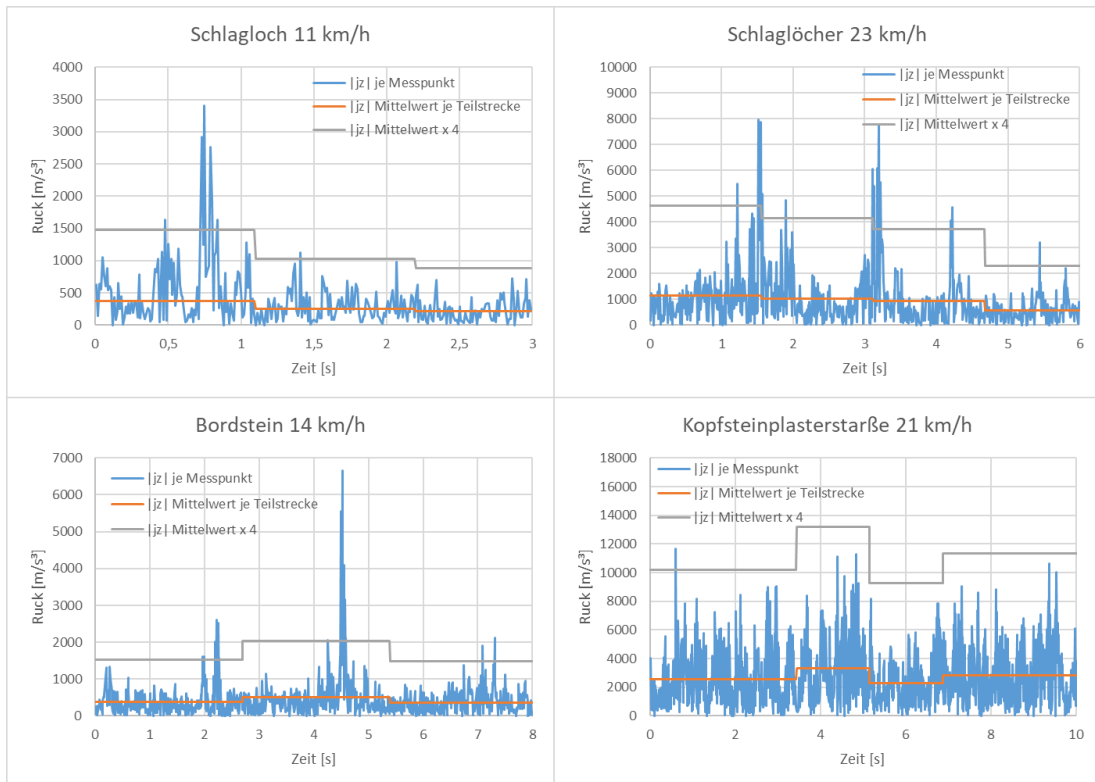 Schlagloch 11 km/h
|jz| je Messpunkt
|jz| Mittelwert je Teilstrecke
|jz| Mittelwert x 4
Ruck [m/s³]
4000
3500
3000
2500
2000
1500
1000
500
0
0 0,5 1 1,5 2 2,5 3
Zeit [s]
Schlaglöcher 23 km/h
|jz| je Messpunkt
|jz| Mittelwert je Teilstrecke
|jz| Mittelwert x 4
Ruck [m/s³]
10000
9000
8000
7000
6000
5000
4000
3000
2000
1000
0
0 1 2 3 4 5 6
Zeit [s]
Bordstein 14 km/h
|jz| je Messpunkt
|jz| Mittelwert je Teilstrecke
|jz| Mittelwert x 4
Ruck [m/s³]
7000
6000
5000
4000
3000
2000
1000
0
0 1 2 3 4 5 6 7 8
Zeit [s]
Kopfsteinplasterstarße 21 km/h
|jz| je Messpunkt
|jz| Mittelwert je Teilstrecke
|jz| Mittelwert x 4
Ruck [m/s³]
18000
16000
14000
12000
10000
8000
6000
4000
2000
0
0 2 4 6 8 10
Zeit [s]